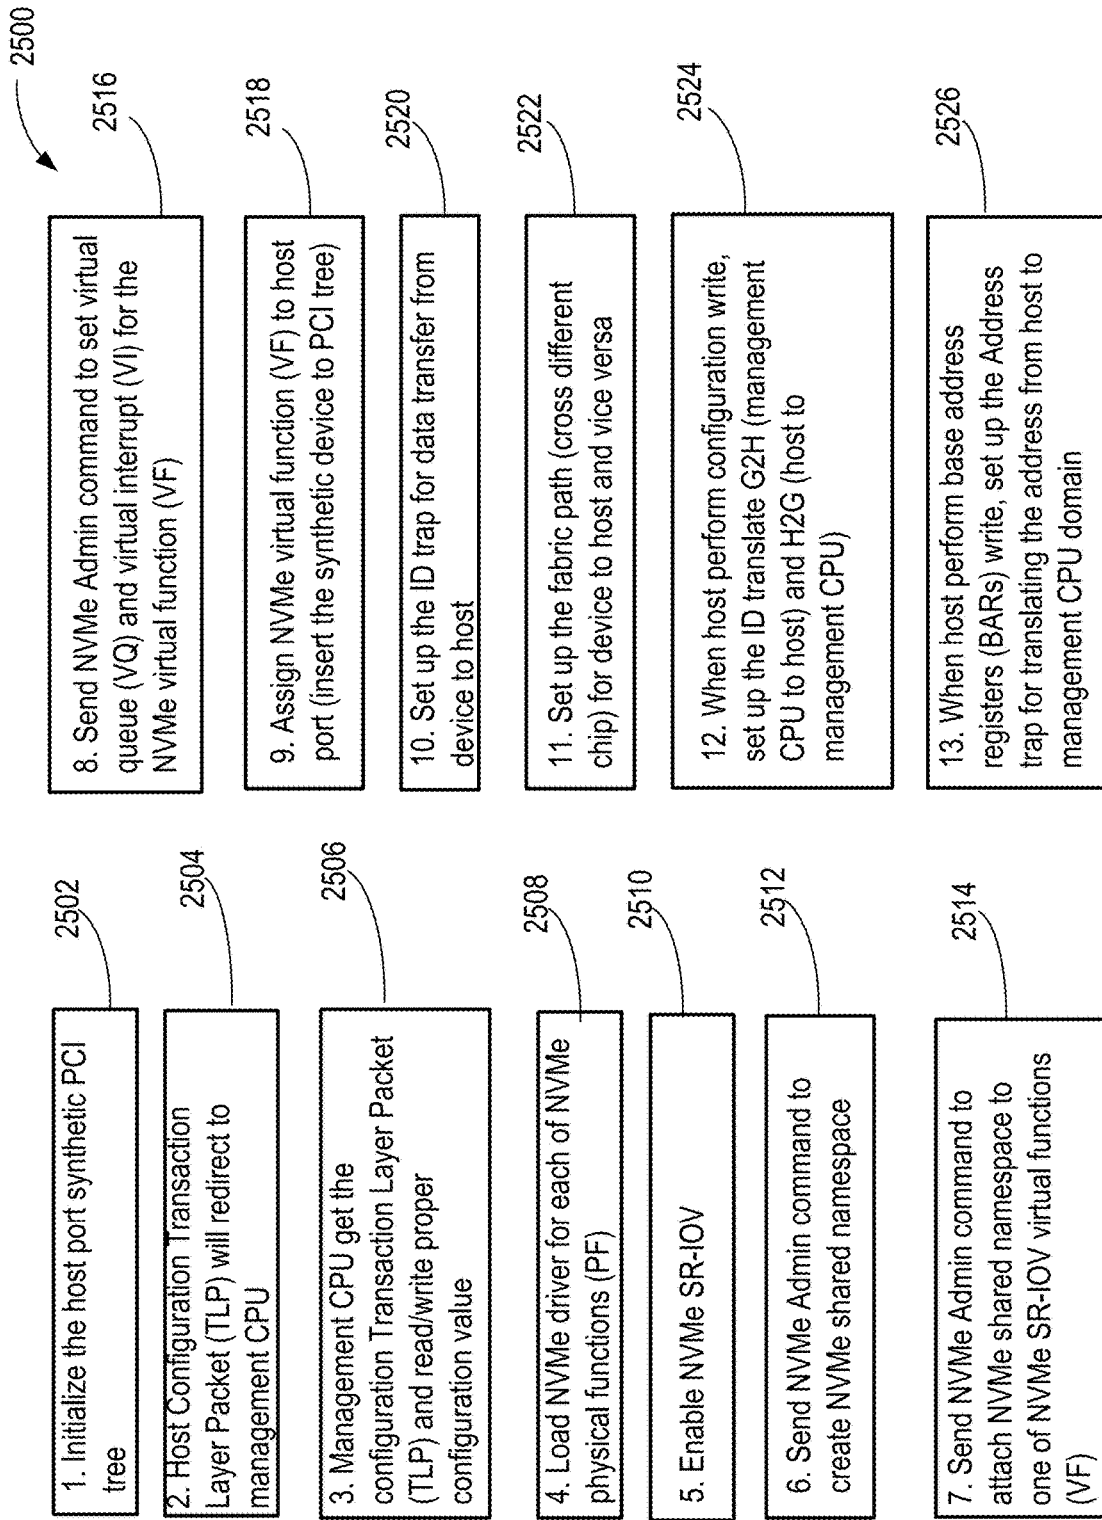 2500
1. Initialize the host port synthetic PCI
tree
2502
2. Host Configuration Transaction
Layer Packet (TLP) will redirect to
management CPU
2504
3. Management CPU get the
configuration Transaction Layer Packet
(TLP) and read/write proper
configuration value
2506
4. Load NVMe driver for each of NVMe
physical functions (PF)
2508
5. Enable NVMe SR-IOV
2510
6. Send NVMe Admin command to
create NVMe shared namespace
2512
7. Send NVMe Admin command to
attach NVMe shared namespace to
one of NVMe SR-IOV virtual functions
(VF)
2514
8. Send NVMe Admin command to set virtual
queue (VQ) and virtual interrupt (VI) for the
NVMe virtual function (VF)
2516
9. Assign NVMe virtual function (VF) to host
port (insert the synthetic device to PCI tree)
2518
10. Set up the ID trap for data transfer from
device to host
2520
11. Set up the fabric path (cross different
chip) for device to host and vice versa
2522
12. When host perform configuration write,
set up the ID translate G2H (management
CPU to host) and H2G (host to
management CPU)
2524
13. When host perform base address
registers (BARs) write, set up the Address
trap for translating the address from host to
management CPU domain
2526